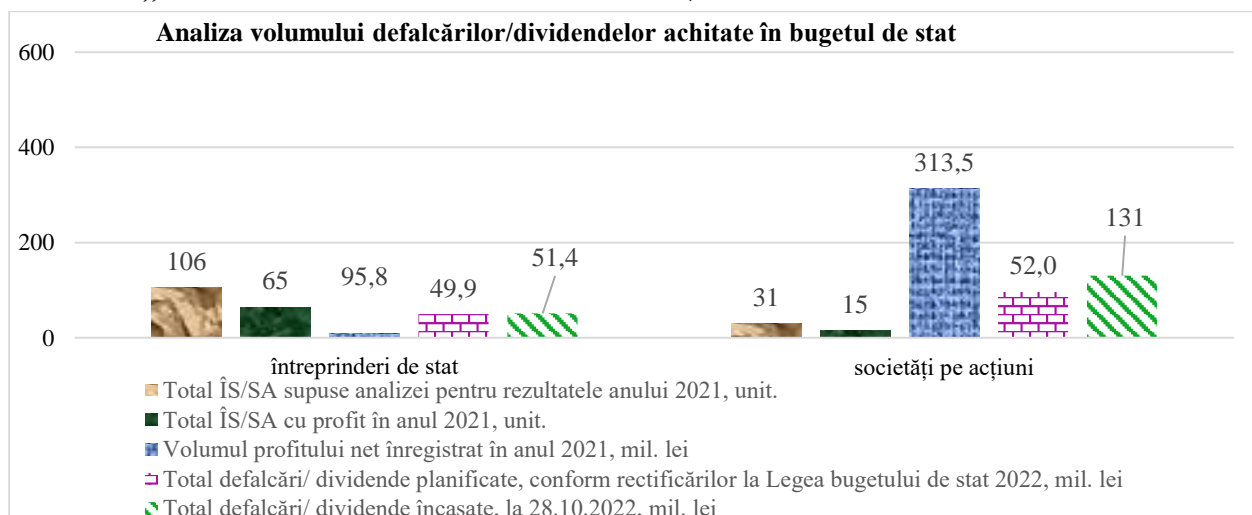 Analiza volumului defalcărilor/dividendelor achitate în bugetul de stat
600
400
200
0
106
65
95,8
49,9
51,4
31
15
313,5
52,0
131
întreprinderi de stat
societăți pe acțiuni
Total ÎS/SA supuse analizei pentru rezultatele anului 2021, unit.
Total ÎS/SA cu profit în anul 2021, unit.
Volumul profitului net înregistrat în anul 2021, mil. lei
Total defalcări/ dividende planificate, conform rectificărilor la Legea bugetului de stat 2022, mil. lei
Total defalcări/ dividende încasate, la 28.10.2022, mil. lei